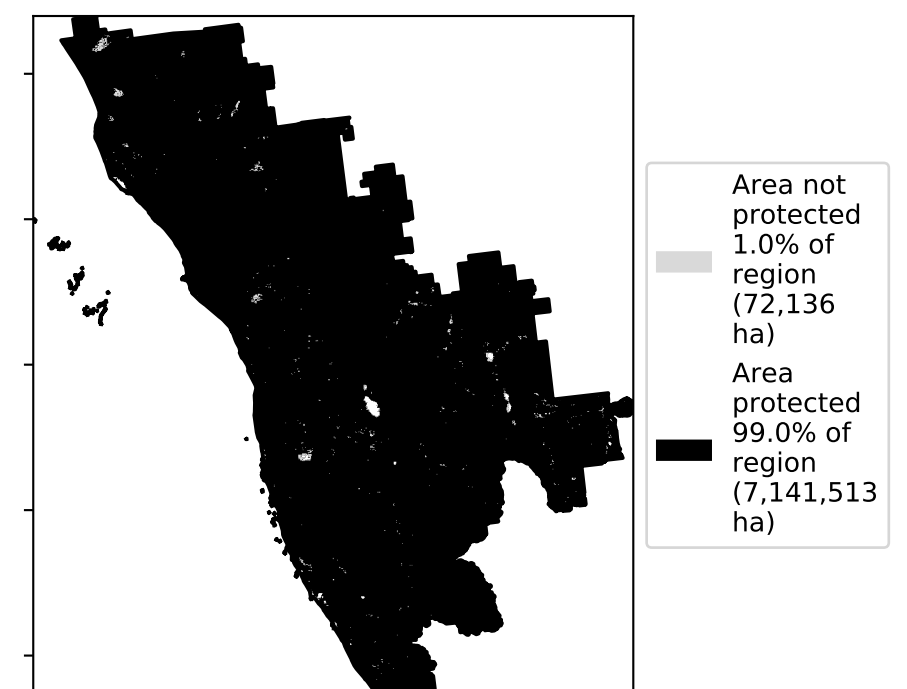 Area not
protected
1.0% of
region
(72,136
ha)
Area
protected
99.0% of
region
(7,141,513
ha)